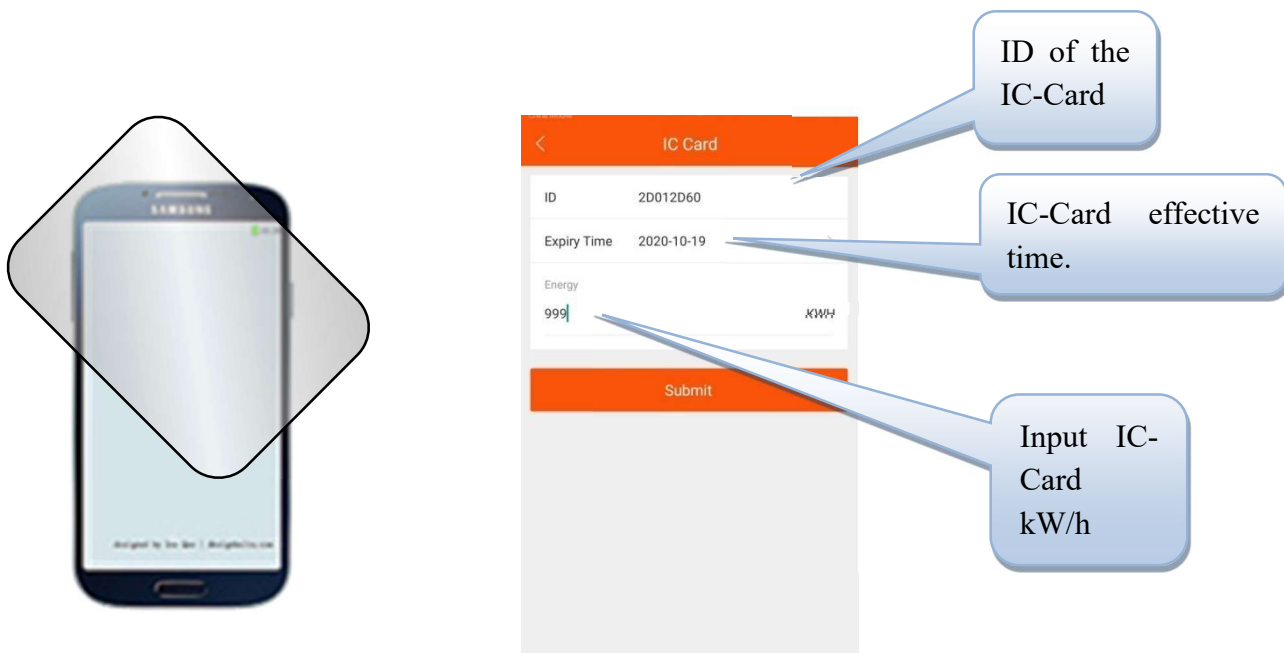 SAMSUNG
IC Card
ID 2D012D60
Expiry Time 2020-10-19
Energy
999 KWH
Submit
ID of the
IC-Card
IC-Card effective
time.
Input IC-
Card
kW/h